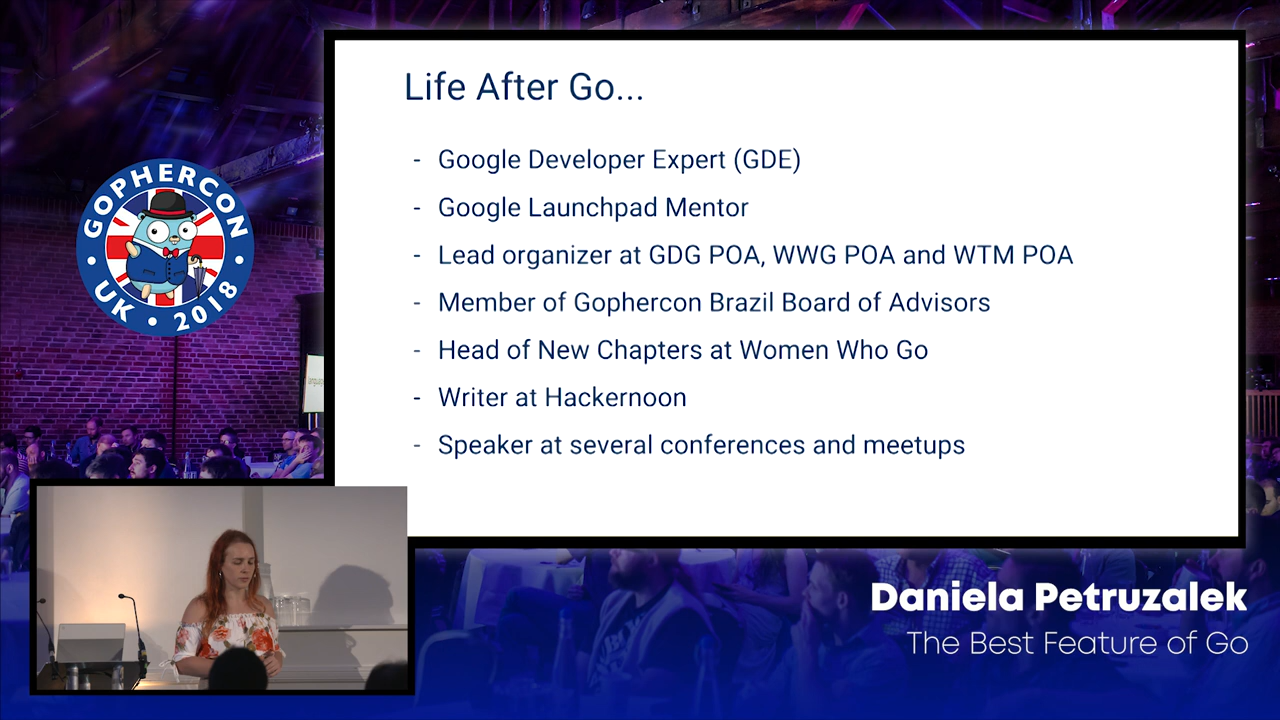 Life After Go...
- Google Developer Expert (GDE)
- Google Launchpad Mentor
- Lead organizer at GDG POA, WWG POA and WTM POA
- Member of Gophercon Brazil Board of Advisors
- Head of New Chapters at Women Who Go
- Writer at Hackernoon
- Speaker at several conferences and meetups
GOPHERCON
UK • 2018
Daniela Petruzalek
The Best Feature of Go